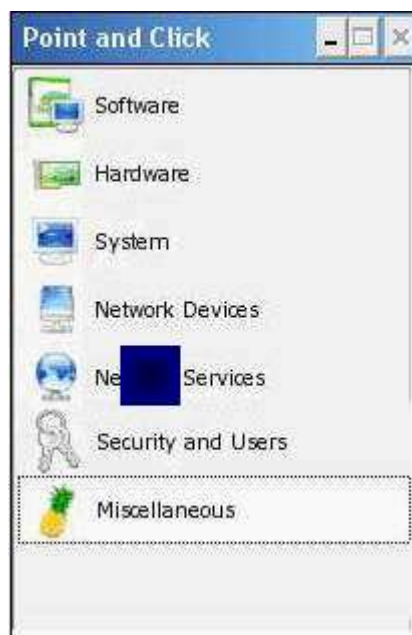 Point and Click
Software
Hardware
System
Network Devices
Services
Security and Users
Miscellaneous